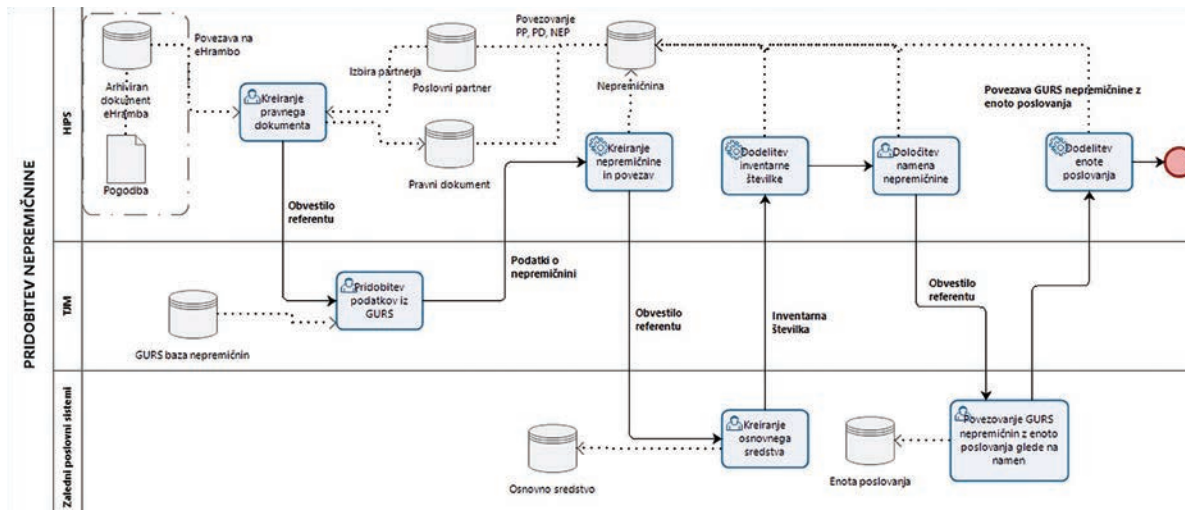 PRIDOBITEV NEPREMIČNINE
HIPS
Arhiviran
dokument
eHramba
Pogodba
Povezava na
eHrambo
Kreiranje
pravnega
dokumenta
Izbira partnerja
Poslovni partner
Pravni dokument
Povezovanje
PP, PD, NEP
Nepremičnina
Kreiranje
nepremičnine
in povezav
Dodelitev
inventarne
številke
Določitev
namena
nepremičnine
Povezava GURS nepremičnine z
enoto poslovanja
Dodelitev
enote
poslovanja
Obvestilo
referentu
TJM
GURS baza nepremičnin
Pridobitev
podatkov iz
GURS
Podatki o
nepremičnini
Obvestilo
referentu
Inventarna
številka
Obvestilo
referentu
Zaledni poslovni sistemi
Osnovno sredstvo
Kreiranje
osnovnega
sredstva
Enota poslovanja
Povezovanje GURS
nepremičnin z enoto
poslovanja glede na
namen